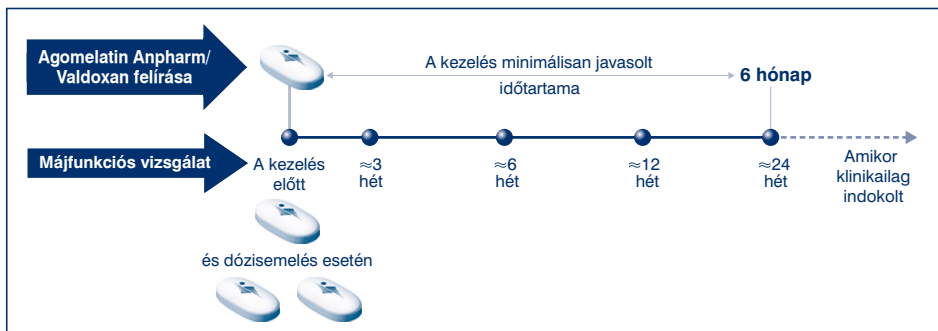 Agomelatin Anpharm/
Valdoxan felírása
A kezelés minimálisan javasolt
időtartama
6 hónap
Májfunkciós vizsgálat
A kezelés
előtt
≈3
hét
≈6
hét
≈12
hét
≈24
hét
Amikor
klinikailag
indokolt
és dózisemelés esetén